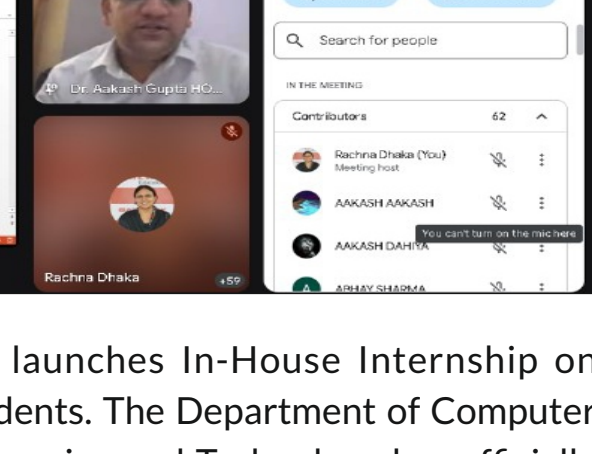 Search for people
Dr. Aakash Gupta HO...
IN THE MEETING
Contributors 62
Rachna Dhaka (You)
Meeting host
AAKASH AAKASH
You can't turn on the mic here
AAKASH DAHIYA
Rachna Dhaka
+59
ABHAY SHARMA
launches In-House Internship on
dents. The Department of Computer